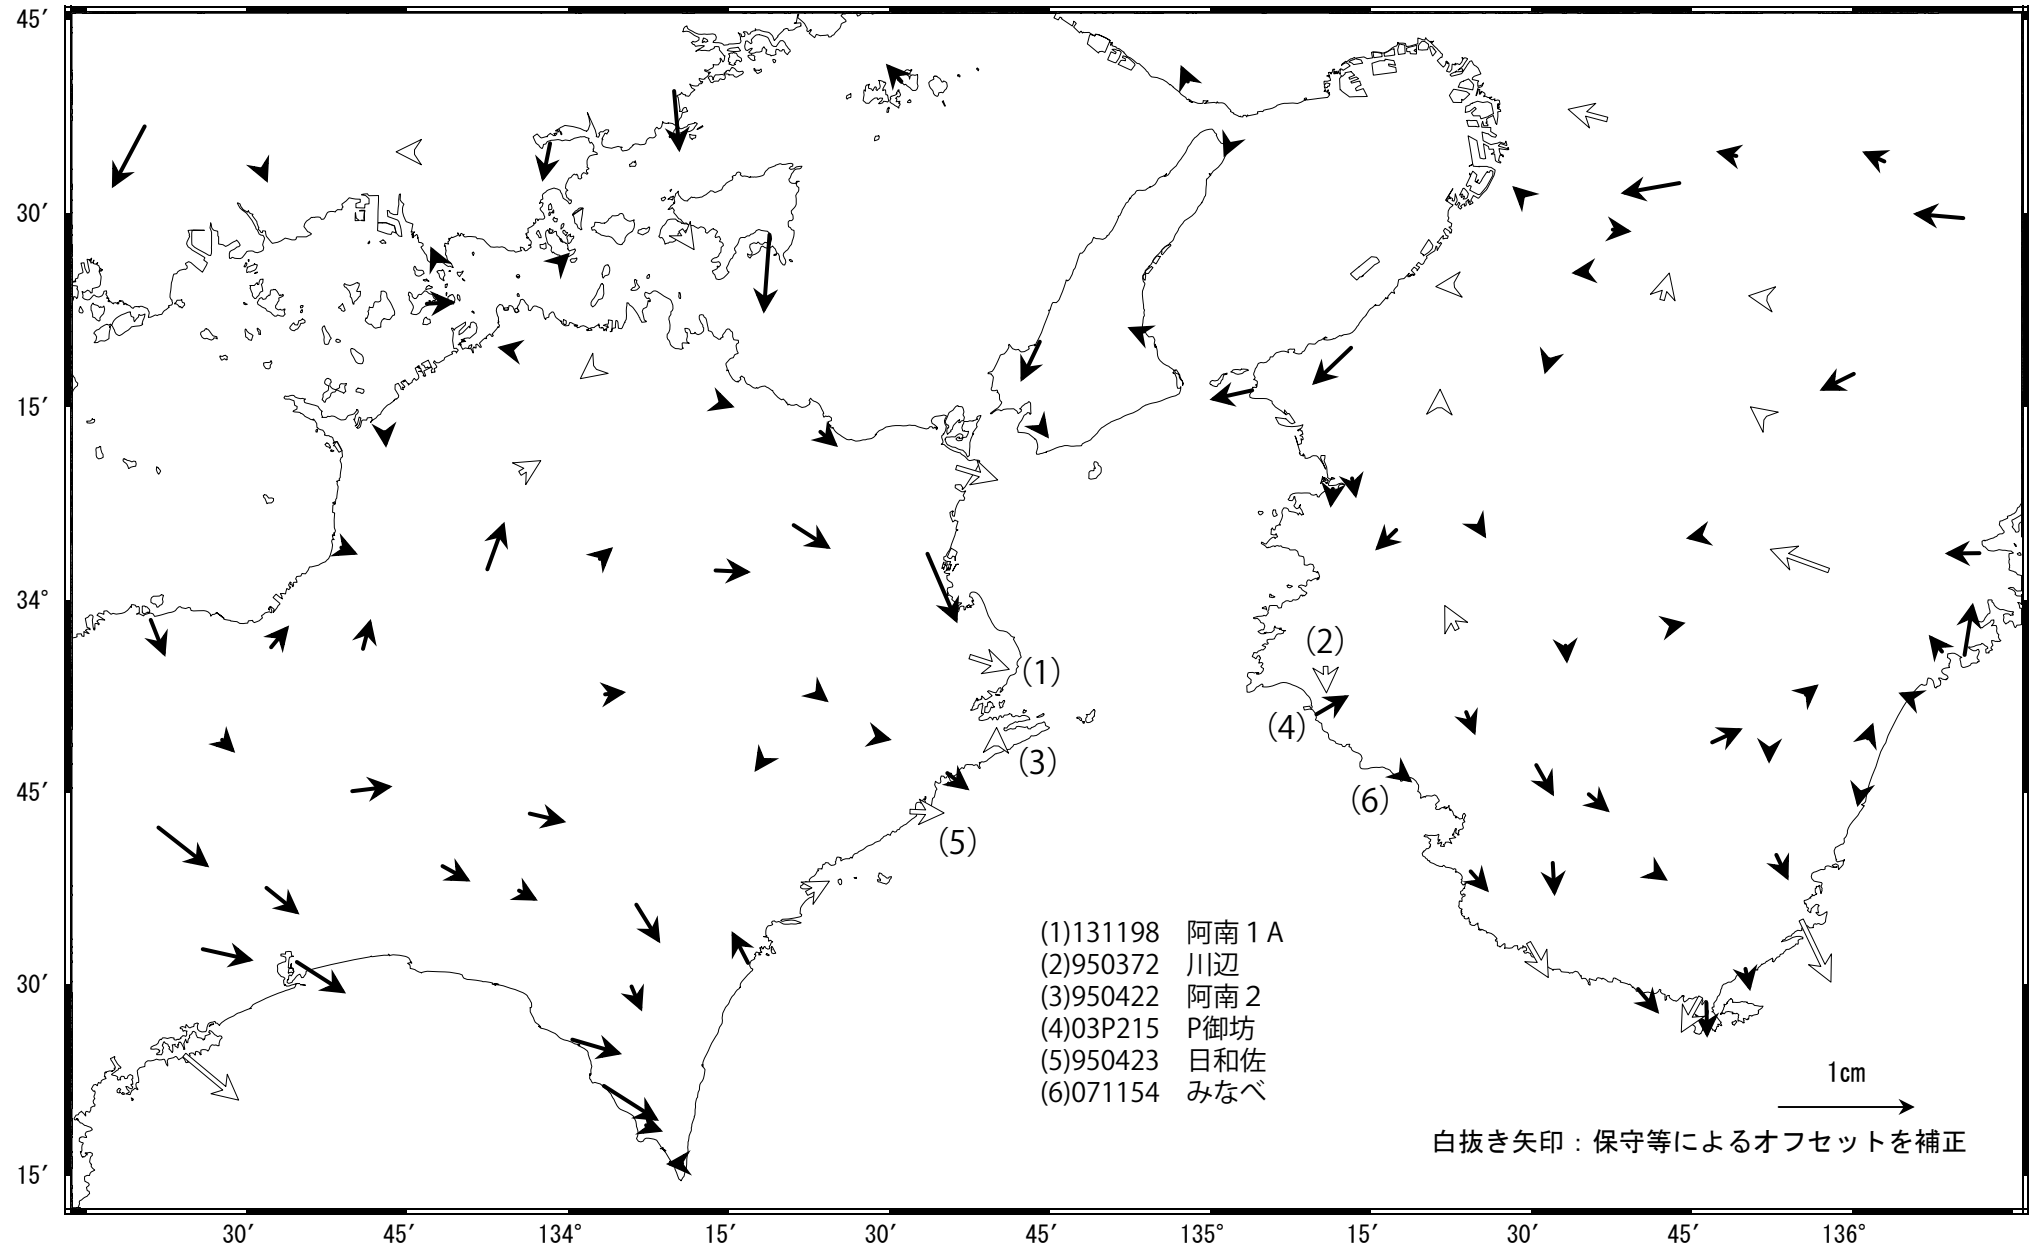 45′
30′
15′
34°
45′
30′
15′
(1)
(2)
(3)
(4)
(5)
(6)
(1)131198 阿南１A
(2)950372 川辺
(3)950422 阿南２
(4)03P215 P御坊
(5)950423 日和佐
(6)071154 みなべ
1cm
白抜き矢印：保守等によるオフセットを補正
30′ 45′ 134° 15′ 30′ 45′ 135° 15′ 30′ 45′ 136°